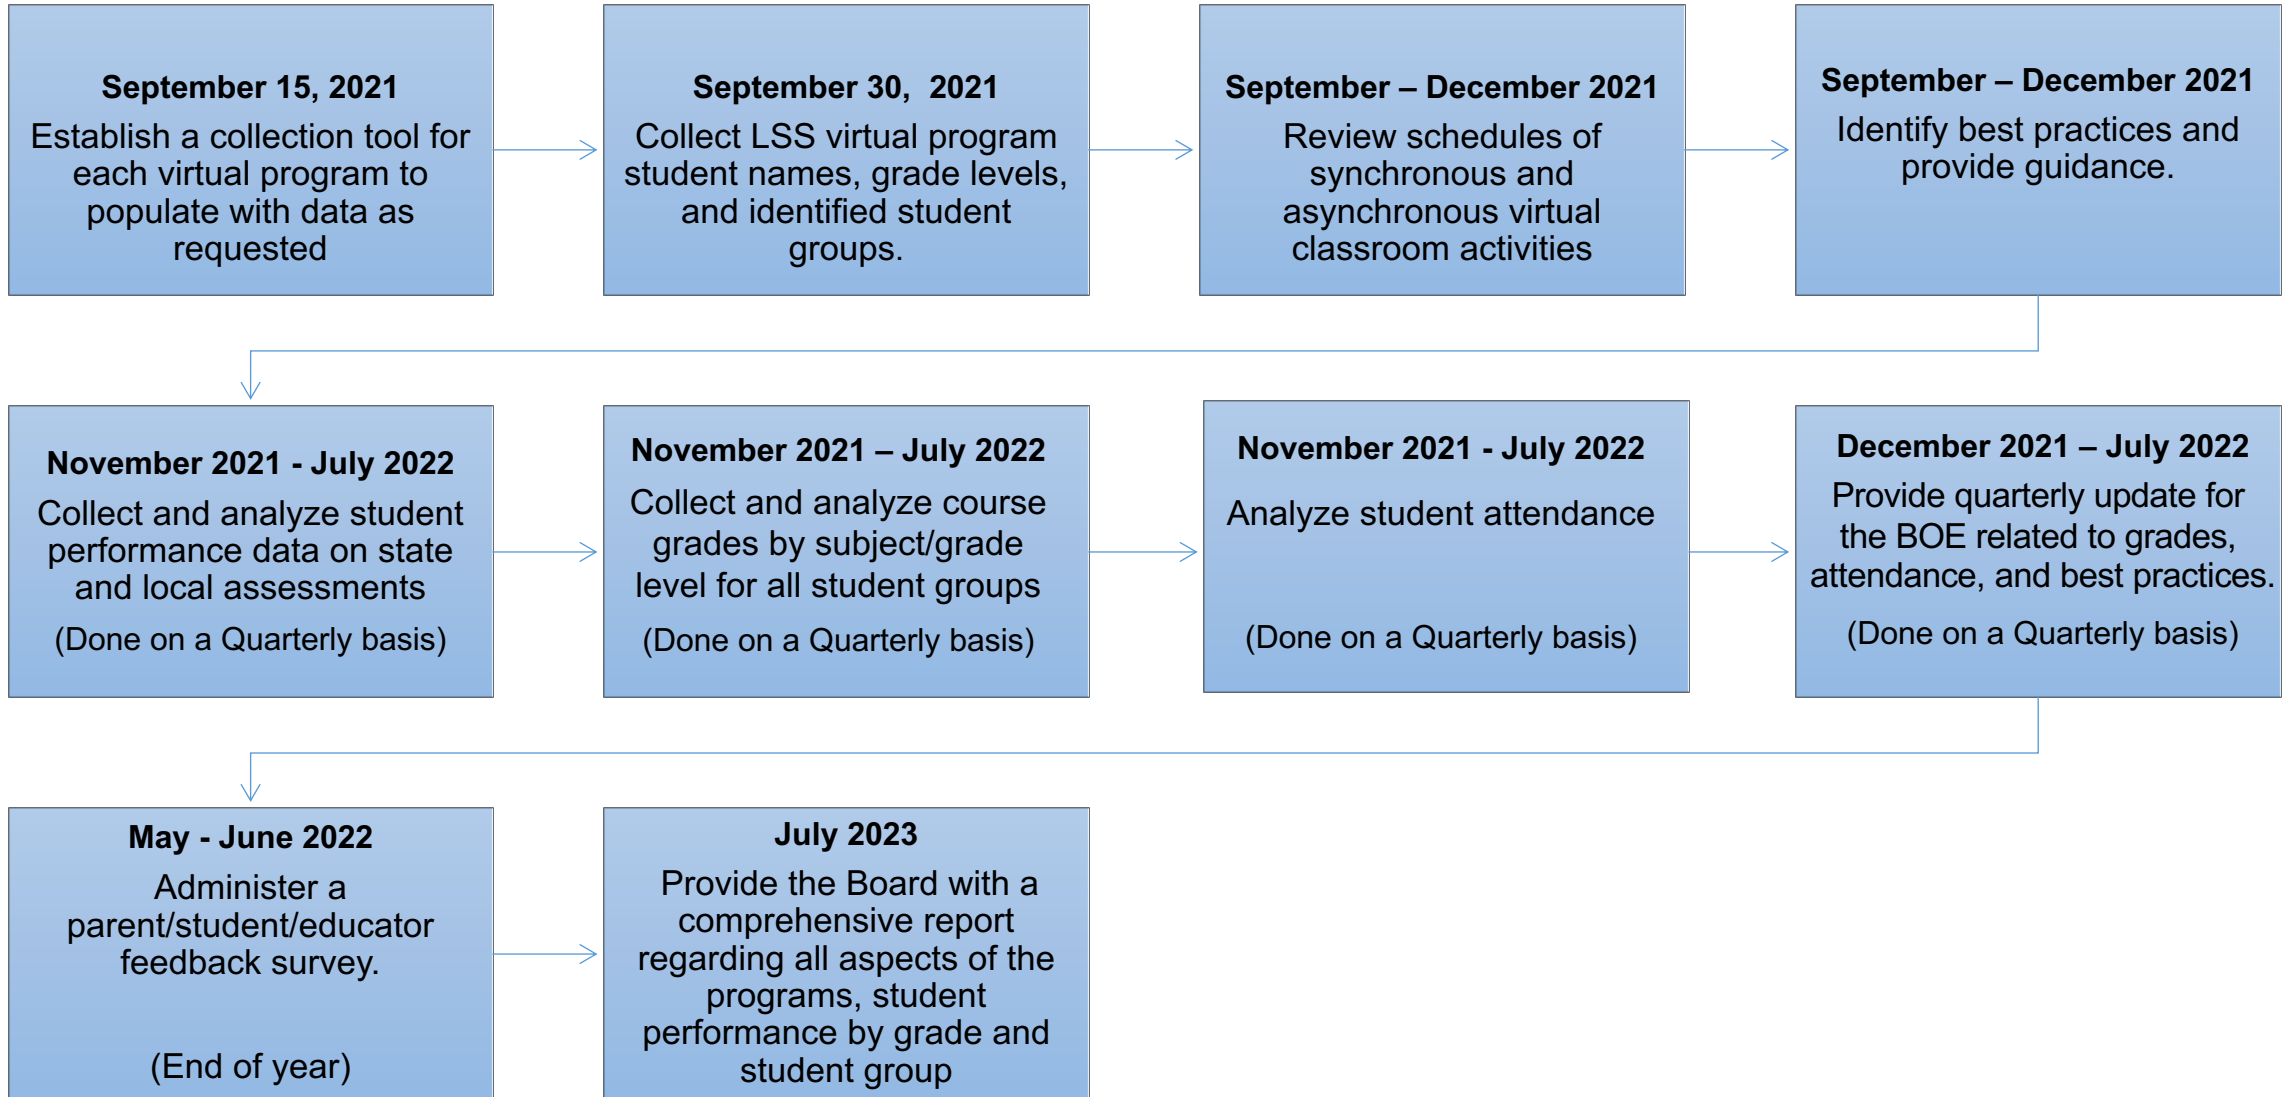 September 15, 2021
Establish a collection tool for
each virtual program to
populate with data as
requested
September 30,  2021
Collect LSS virtual program
student names, grade levels,
and identified student
groups.
September – December 2021
Review schedules of
synchronous and
asynchronous virtual
classroom activities
September – December 2021
Identify best practices and
provide guidance.
November 2021 - July 2022
Collect and analyze student
performance data on state
and local assessments
(Done on a Quarterly basis)
November 2021 – July 2022
Collect and analyze course
grades by subject/grade
level for all student groups
(Done on a Quarterly basis)
November 2021 - July 2022
Analyze student attendance
(Done on a Quarterly basis)
December 2021 – July 2022
Provide quarterly update for
the BOE related to grades,
attendance, and best practices.
(Done on a Quarterly basis)
May - June 2022
Administer a
parent/student/educator
feedback survey.
(End of year)
July 2023
Provide the Board with a
comprehensive report
regarding all aspects of the
programs, student
performance by grade and
student group